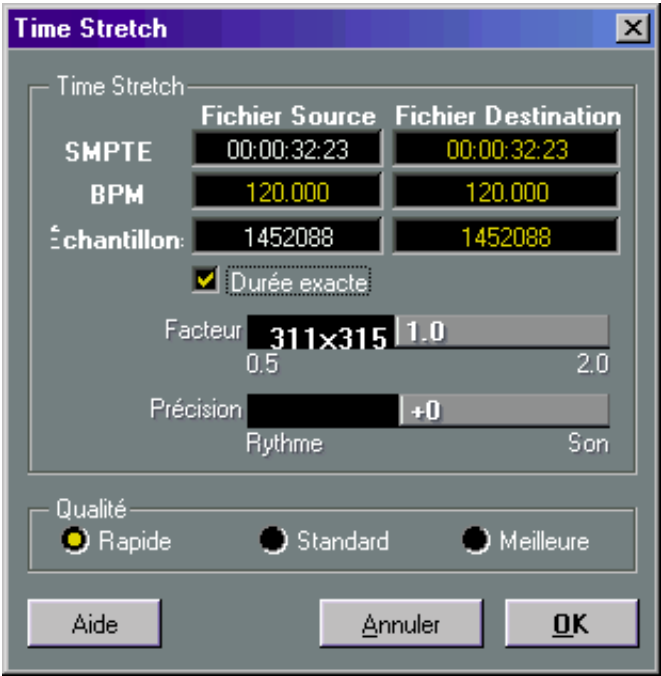 Time Stretch
Time Stretch
Fichier Source Fichier Destination
SMPTE 00:00:32:23 00:00:32:23
BPM 120.000 120.000
Échantillon: 1452088 1452088
Durée exacte
Facteur 311×315 1.0
0.5 2.0
Précision +0
Rythme Son
Qualité
Rapide Standard Meilleure
Aide Annuler OK